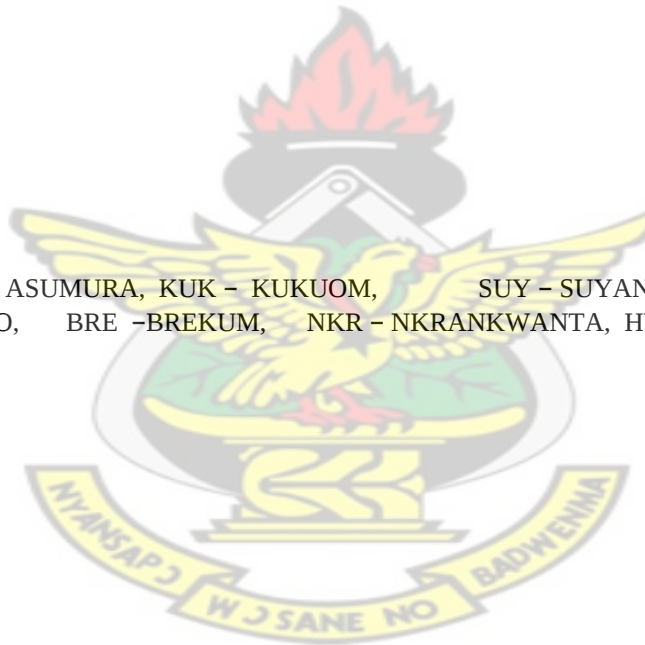 ASUMURA, KUK – KUKUOM, SUY – SUYAN
O, BRE –BREKUM, NKR – NKRANKWANTA, H
NYANSAPƆ WƆSANE NO BADWENMA